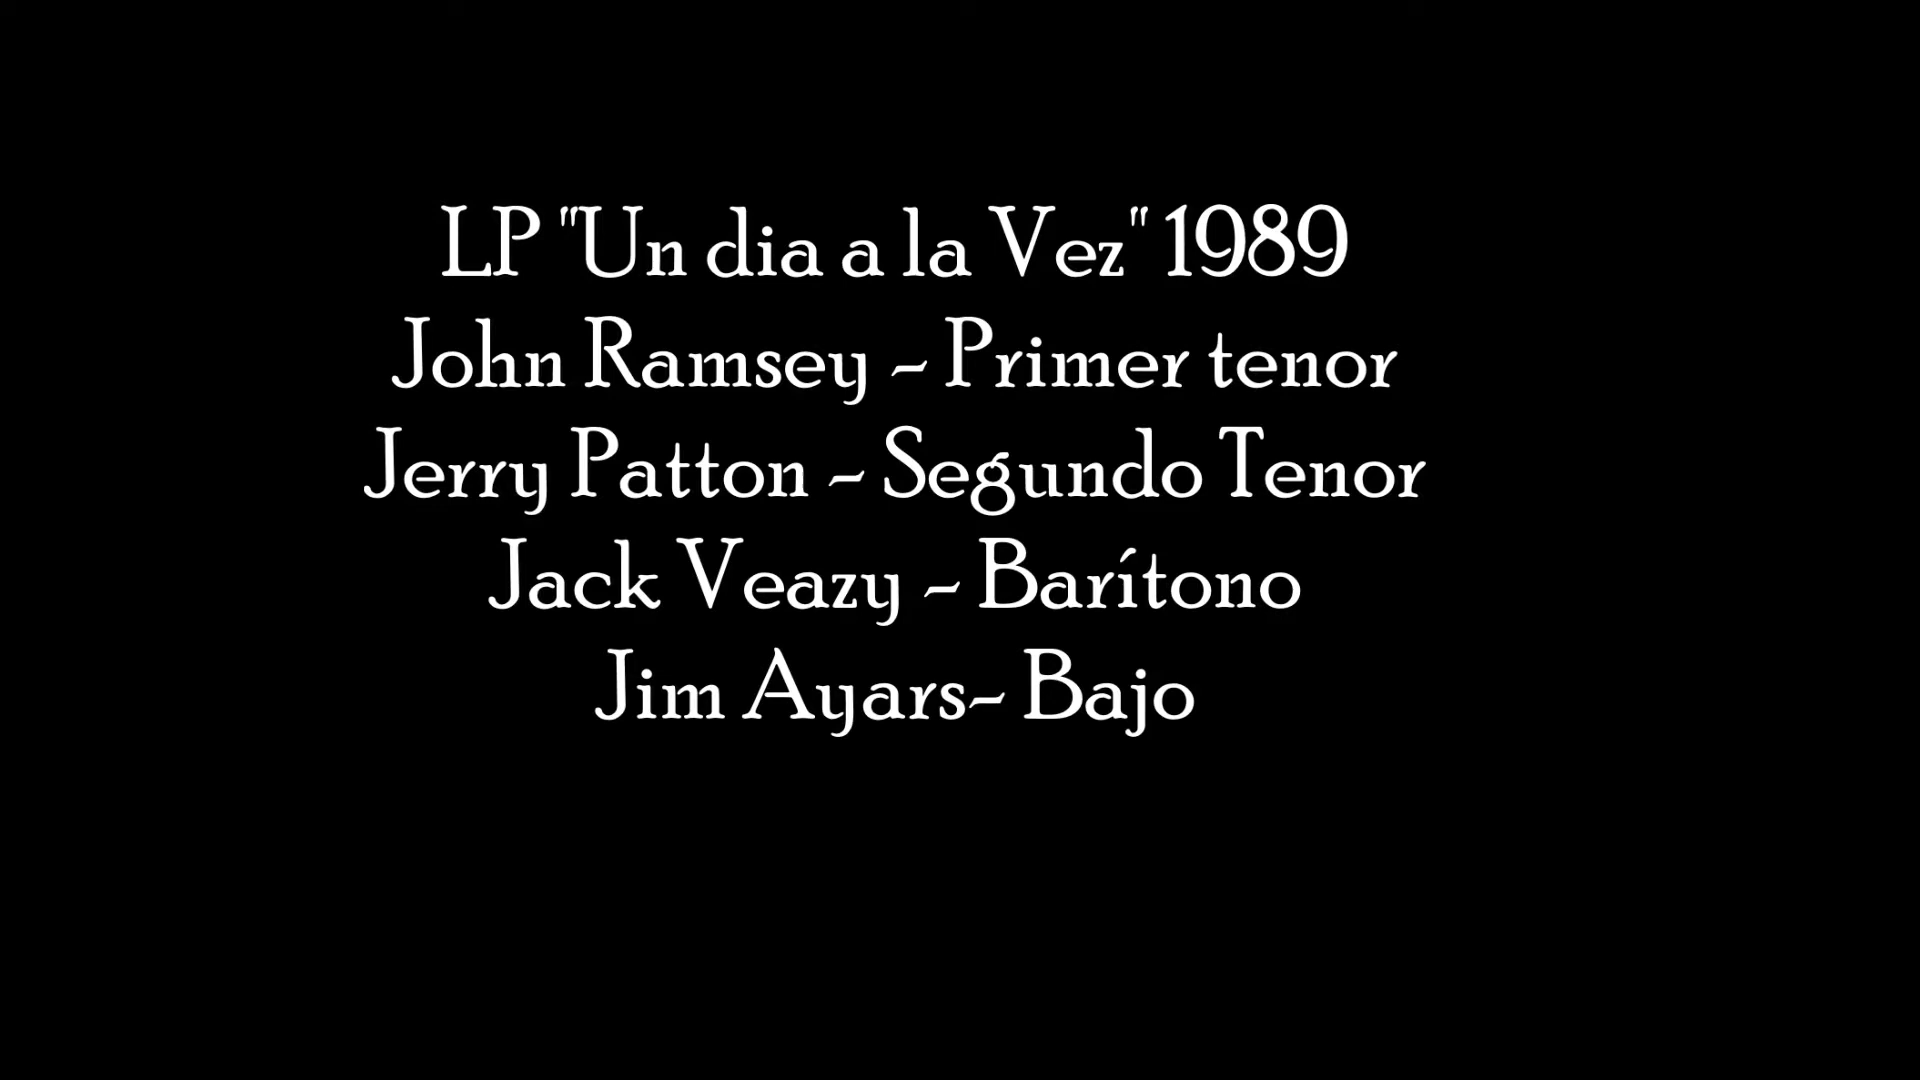 LP "Un dia a la Vez" 1989
John Ramsey - Primer tenor
Jerry Patton - Segundo Tenor
Jack Veazy - Barítono
Jim Ayars- Bajo